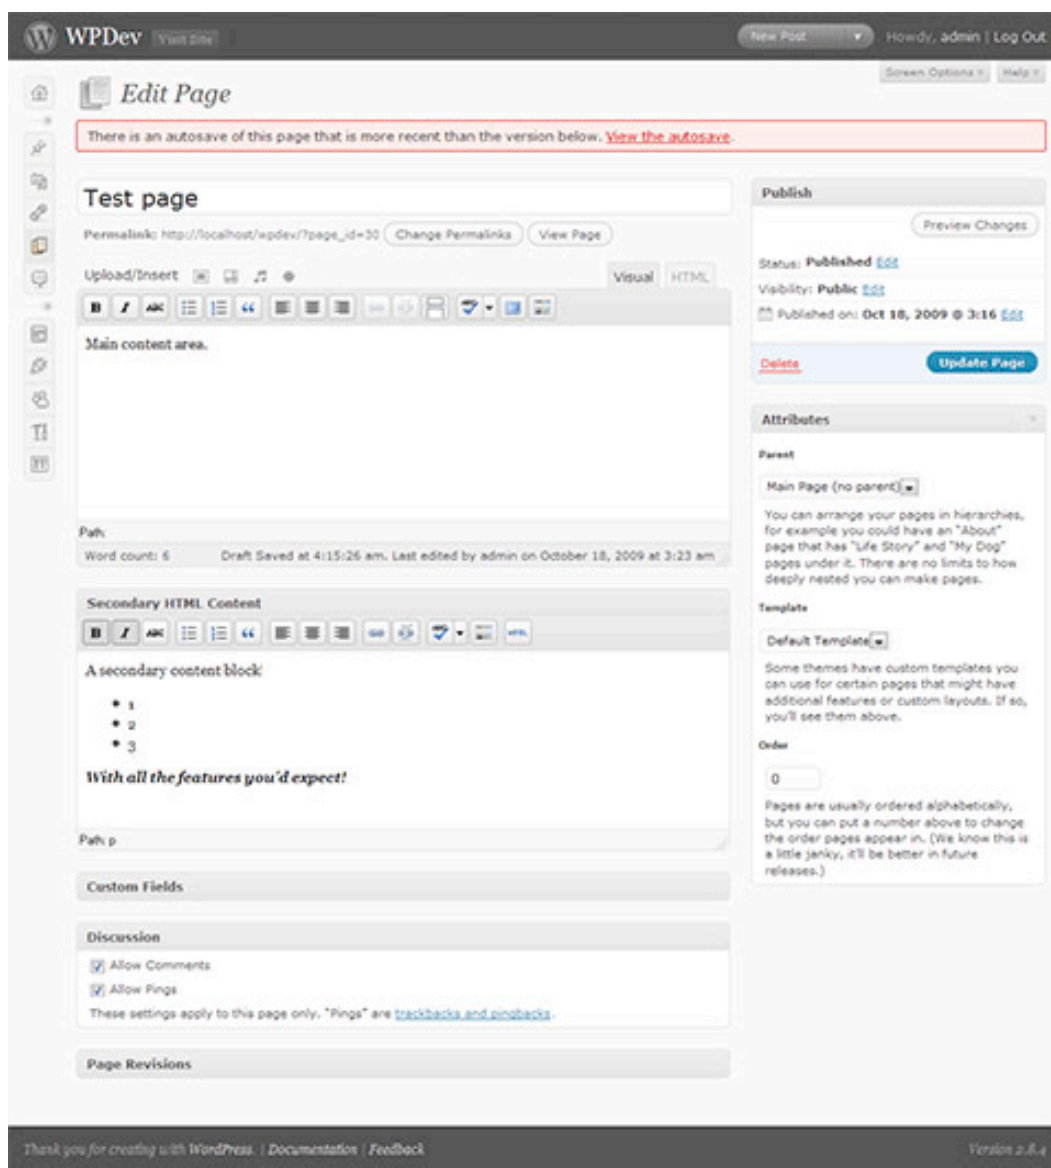 WPDev Visit Site New Post Howdy, admin | Log Out
Screen Options Help
Edit Page
There is an autosave of this page that is more recent than the version below. View the autosave.
Test page
Permalink: http://localhost/wpdev/?page_id=30 Change Permalinks View Page
Upload/Insert Visual HTML
B I ABC
Main content area.
Path:
Word count: 6 Draft Saved at 4:15:26 am. Last edited by admin on October 18, 2009 at 3:23 am
Secondary HTML Content
B I ABC HTML
A secondary content block
1
2
3
With all the features you'd expect!
Path: p
Custom Fields
Discussion
Allow Comments
Allow Pings
These settings apply to this page only. "Pings" are trackbacks and pingbacks.
Page Revisions
Publish
Preview Changes
Status: Published Edit
Visibility: Public Edit
Published on: Oct 18, 2009 @ 3:16 Edit
Delete Update Page
Attributes
Parent
Main Page (no parent)
You can arrange your pages in hierarchies,
for example you could have an "About"
page that has "Life Story" and "My Dog"
pages under it. There are no limits to how
deeply nested you can make pages.
Template
Default Template
Some themes have custom templates you
can use for certain pages that might have
additional features or custom layouts. If so,
you'll see them above.
Order
0
Pages are usually ordered alphabetically,
but you can put a number above to change
the order pages appear in. (We know this is
a little janky, it'll be better in future
releases.)
Thank you for creating with WordPress. | Documentation | Feedback Version 2.8.4